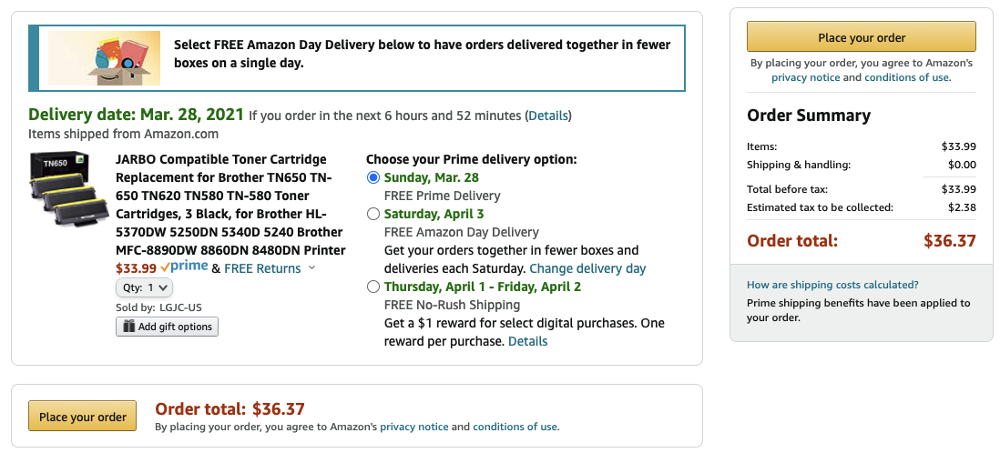 Select FREE Amazon Day Delivery below to have orders delivered together in fewer
boxes on a single day.
Delivery date: Mar. 28, 2021 If you order in the next 6 hours and 52 minutes (Details)
Items shipped from Amazon.com
TN650
JARBO Compatible Toner Cartridge
Replacement for Brother TN650 TN-
650 TN620 TN580 TN-580 Toner
Cartridges, 3 Black, for Brother HL-
5370DW 5250DN 5340D 5240 Brother
MFC-8890DW 8860DN 8480DN Printer
$33.99 prime & FREE Returns
Qty: 1
Sold by: LGJC-US
Add gift options
Choose your Prime delivery option:
Sunday, Mar. 28
FREE Prime Delivery
Saturday, April 3
FREE Amazon Day Delivery
Get your orders together in fewer boxes and
deliveries each Saturday. Change delivery day
Thursday, April 1 - Friday, April 2
FREE No-Rush Shipping
Get a $1 reward for select digital purchases. One
reward per purchase. Details
Place your order
Order total: $36.37
By placing your order, you agree to Amazon's privacy notice and conditions of use.
Place your order
By placing your order, you agree to Amazon's
privacy notice and conditions of use.
Order Summary
Items: $33.99
Shipping & handling: $0.00
Total before tax: $33.99
Estimated tax to be collected: $2.38
Order total: $36.37
How are shipping costs calculated?
Prime shipping benefits have been applied to
your order.